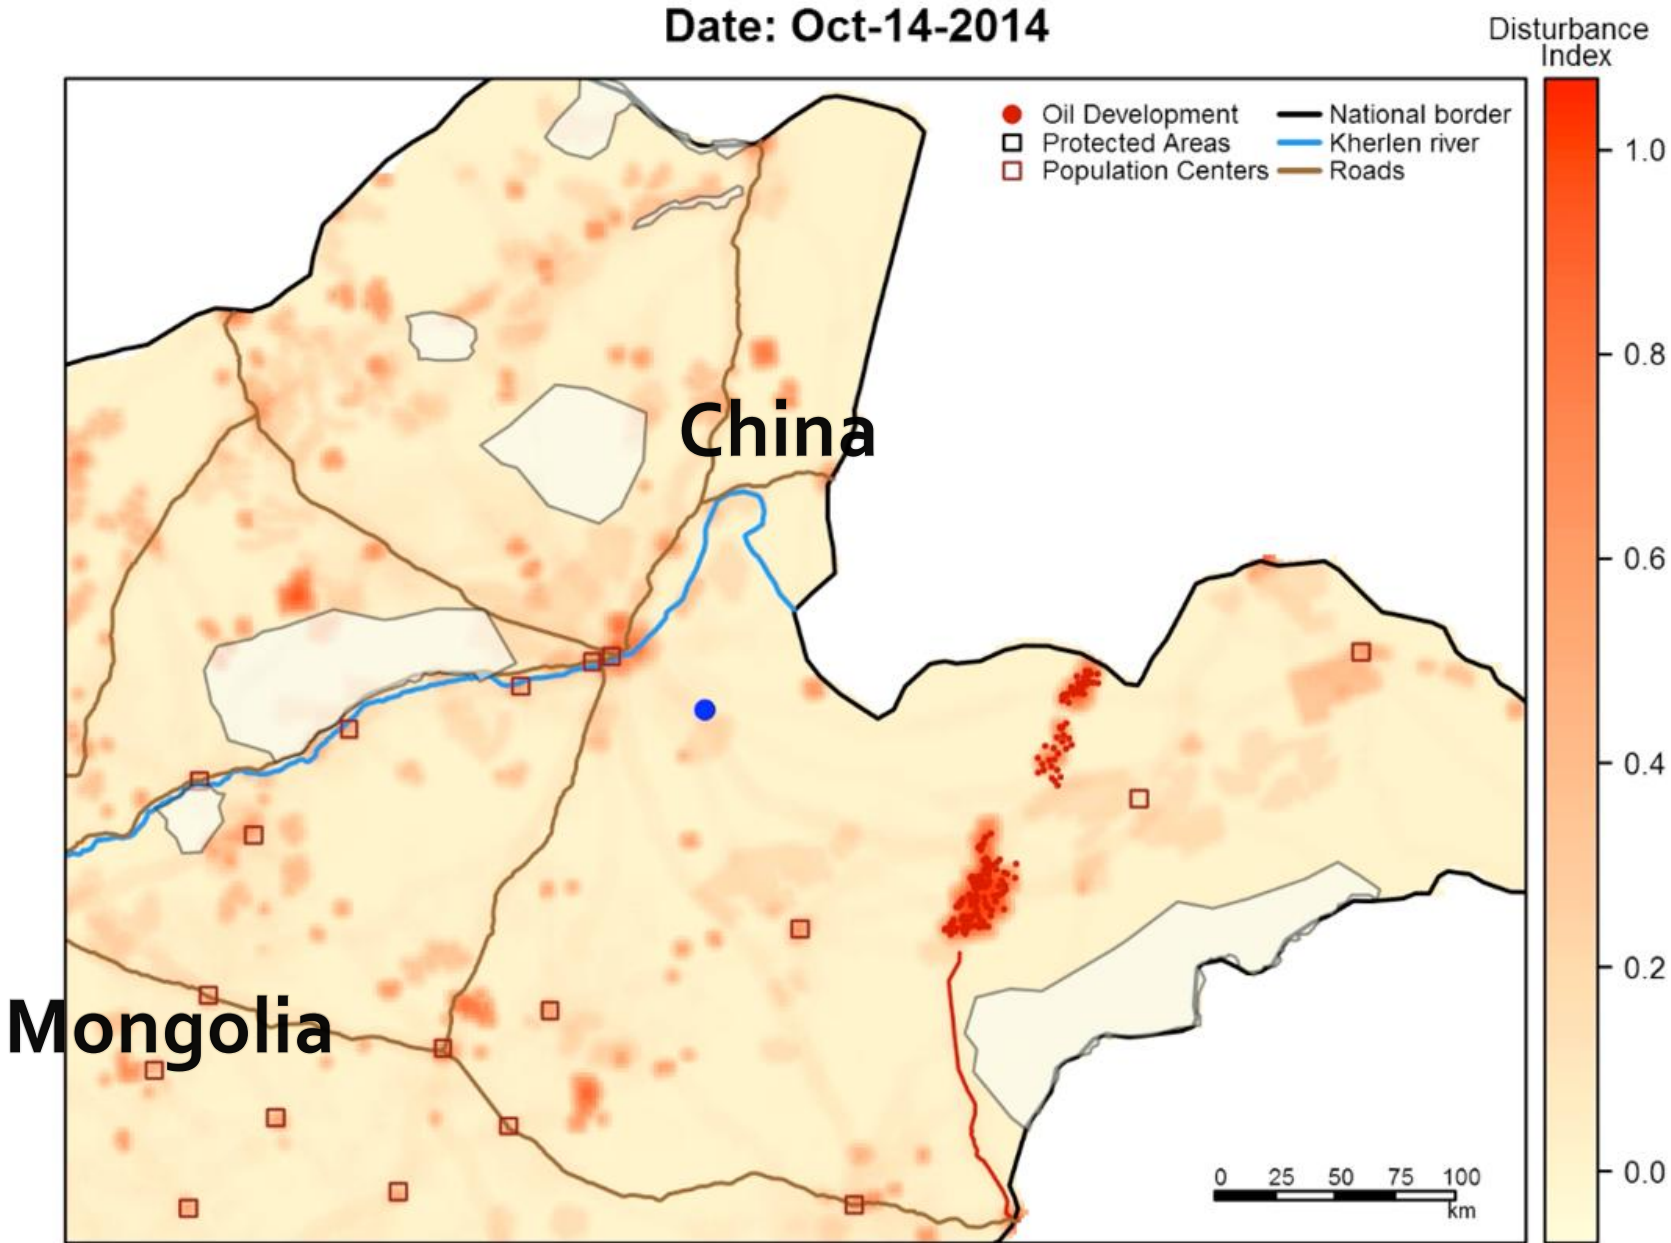 Date: Oct-14-2014
Disturbance
Index
Oil Development
National border
Protected Areas
Kherlen river
Population Centers
Roads
1.0
0.8
0.6
0.4
0.2
0.0
China
Mongolia
0 25 50 75 100
km